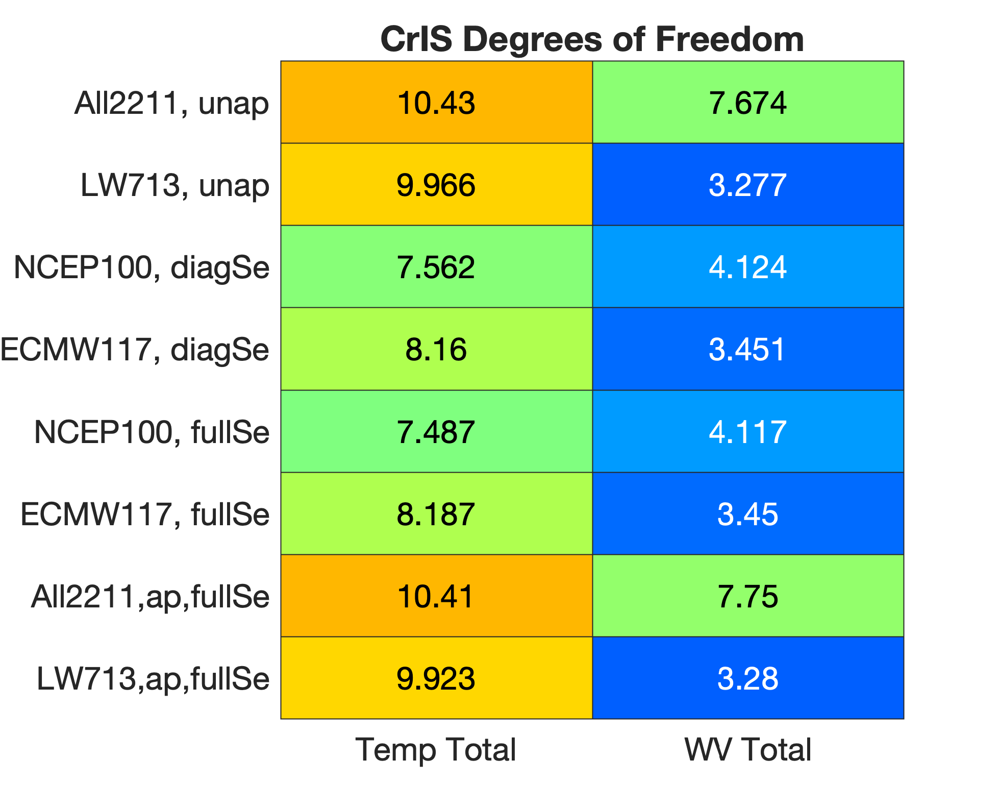 CrIS Degrees of Freedom
All2211, unap 10.43 7.674
LW713, unap 9.966 3.277
NCEP100, diagSe 7.562 4.124
ECMW117, diagSe 8.16 3.451
NCEP100, fullSe 7.487 4.117
ECMW117, fullSe 8.187 3.45
All2211,ap,fullSe 10.41 7.75
LW713,ap,fullSe 9.923 3.28
Temp Total WV Total